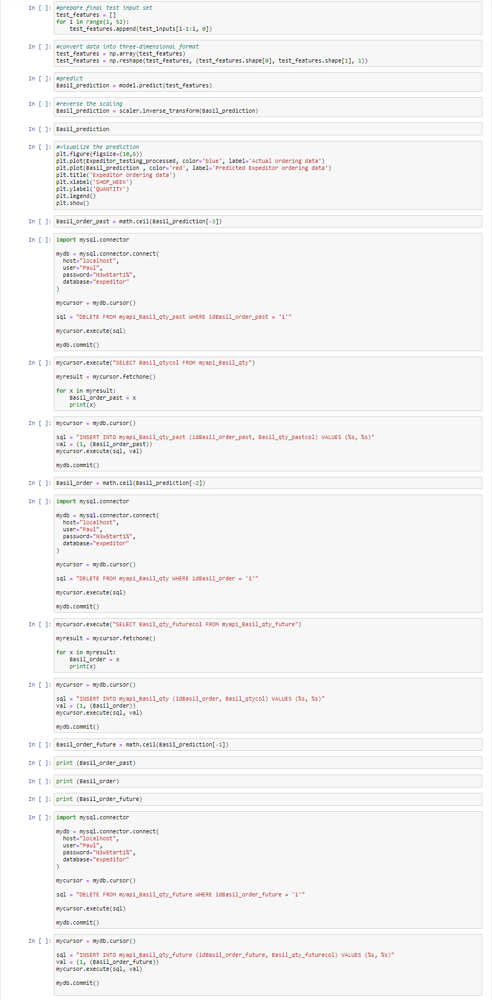 In [ ]: #prepare final test input set
test_features = []
for i in range(1, 52):
    test_features.append(test_inputs[i-1:i, 0])
In [ ]: #convert data into three-dimensional format
test_features = np.array(test_features)
test_features = np.reshape(test_features, (test_features.shape[0], test_features.shape[1], 1))
In [ ]: #predict
Basil_prediction = model.predict(test_features)
In [ ]: #reverse the scaling
Basil_prediction = scaler.inverse_transform(Basil_prediction)
In [ ]: Basil_prediction
In [ ]: #visualize the prediction
plt.figure(figsize=(10,6))
plt.plot(Expeditor_testing_processed, color='blue', label='Actual ordering data')
plt.plot(Basil_prediction , color='red', label='Predicted Expeditor ordering data')
plt.title('Expeditor ordering data')
plt.xlabel('SHOP_WEEK')
plt.ylabel('QUANTITY')
plt.legend()
plt.show()
In [ ]: Basil_order_past = math.ceil(Basil_prediction[-3])
In [ ]: import mysql.connector
mydb = mysql.connector.connect(
  host="localhost",
  user="Paul",
  password="N3w5tart1%",
  database="expeditor"
)
mycursor = mydb.cursor()
sql = "DELETE FROM myapi_Basil_qty_past WHERE idBasil_order_past = '1'"
mycursor.execute(sql)
mydb.commit()
In [ ]: mycursor.execute("SELECT Basil_qtycol FROM myapi_Basil_qty")
myresult = mycursor.fetchone()
for x in myresult:
    Basil_order_past = x
    print(x)
In [ ]: mycursor = mydb.cursor()
sql = "INSERT INTO myapi_Basil_qty_past (idBasil_order_past, Basil_qty_pastcol) VALUES (%s, %s)"
val = (1, (Basil_order_past))
mycursor.execute(sql, val)
mydb.commit()
In [ ]: Basil_order = math.ceil(Basil_prediction[-2])
In [ ]: import mysql.connector
mydb = mysql.connector.connect(
  host="localhost",
  user="Paul",
  password="N3w5tart1%",
  database="expeditor"
)
mycursor = mydb.cursor()
sql = "DELETE FROM myapi_Basil_qty WHERE idBasil_order = '1'"
mycursor.execute(sql)
mydb.commit()
In [ ]: mycursor.execute("SELECT Basil_qty_futurecol FROM myapi_Basil_qty_future")
myresult = mycursor.fetchone()
for x in myresult:
    Basil_order = x
    print(x)
In [ ]: mycursor = mydb.cursor()
sql = "INSERT INTO myapi_Basil_qty (idBasil_order, Basil_qtycol) VALUES (%s, %s)"
val = (1, (Basil_order))
mycursor.execute(sql, val)
mydb.commit()
In [ ]: Basil_order_future = math.ceil(Basil_prediction[-1])
In [ ]: print (Basil_order_past)
In [ ]: print (Basil_order)
In [ ]: print (Basil_order_future)
In [ ]: import mysql.connector
mydb = mysql.connector.connect(
  host="localhost",
  user="Paul",
  password="N3w5tart1%",
  database="expeditor"
)
mycursor = mydb.cursor()
sql = "DELETE FROM myapi_Basil_qty_future WHERE idBasil_order_future = '1'"
mycursor.execute(sql)
mydb.commit()
In [ ]: mycursor = mydb.cursor()
sql = "INSERT INTO myapi_Basil_qty_future (idBasil_order_future, Basil_qty_futurecol) VALUES (%s, %s)"
val = (1, (Basil_order_future))
mycursor.execute(sql, val)
mydb.commit()